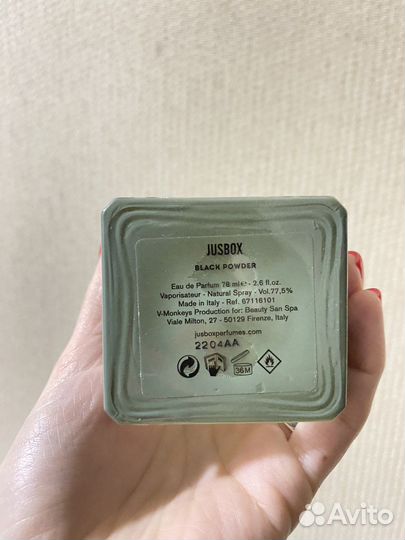 JUSBOX
BLACK POWDER
Eau de Parfum 78 ml e - 2.6 fl.oz.
Vaporisateur - Natural Spray - Vol.77,5%
Made in Italy - Ref. 67116101
V-Monkeys Production for: Beauty San Spa
Viale Milton, 27 - 50129 Firenze, Italy
jusboxperfumes.com
2204AA
36M
Avito